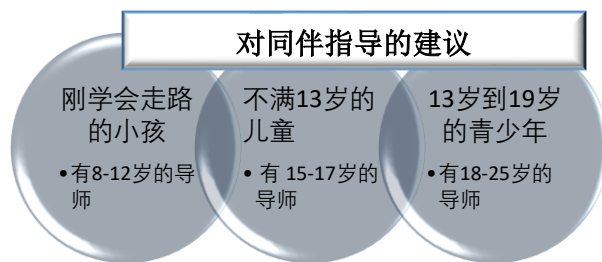 对同伴指导的建议
刚学会走路
的小孩
•有8-12岁的导
师
不满13岁的
儿童
• 有 15-17岁的
导师
13岁到19岁
的青少年
•有18-25岁的
导师